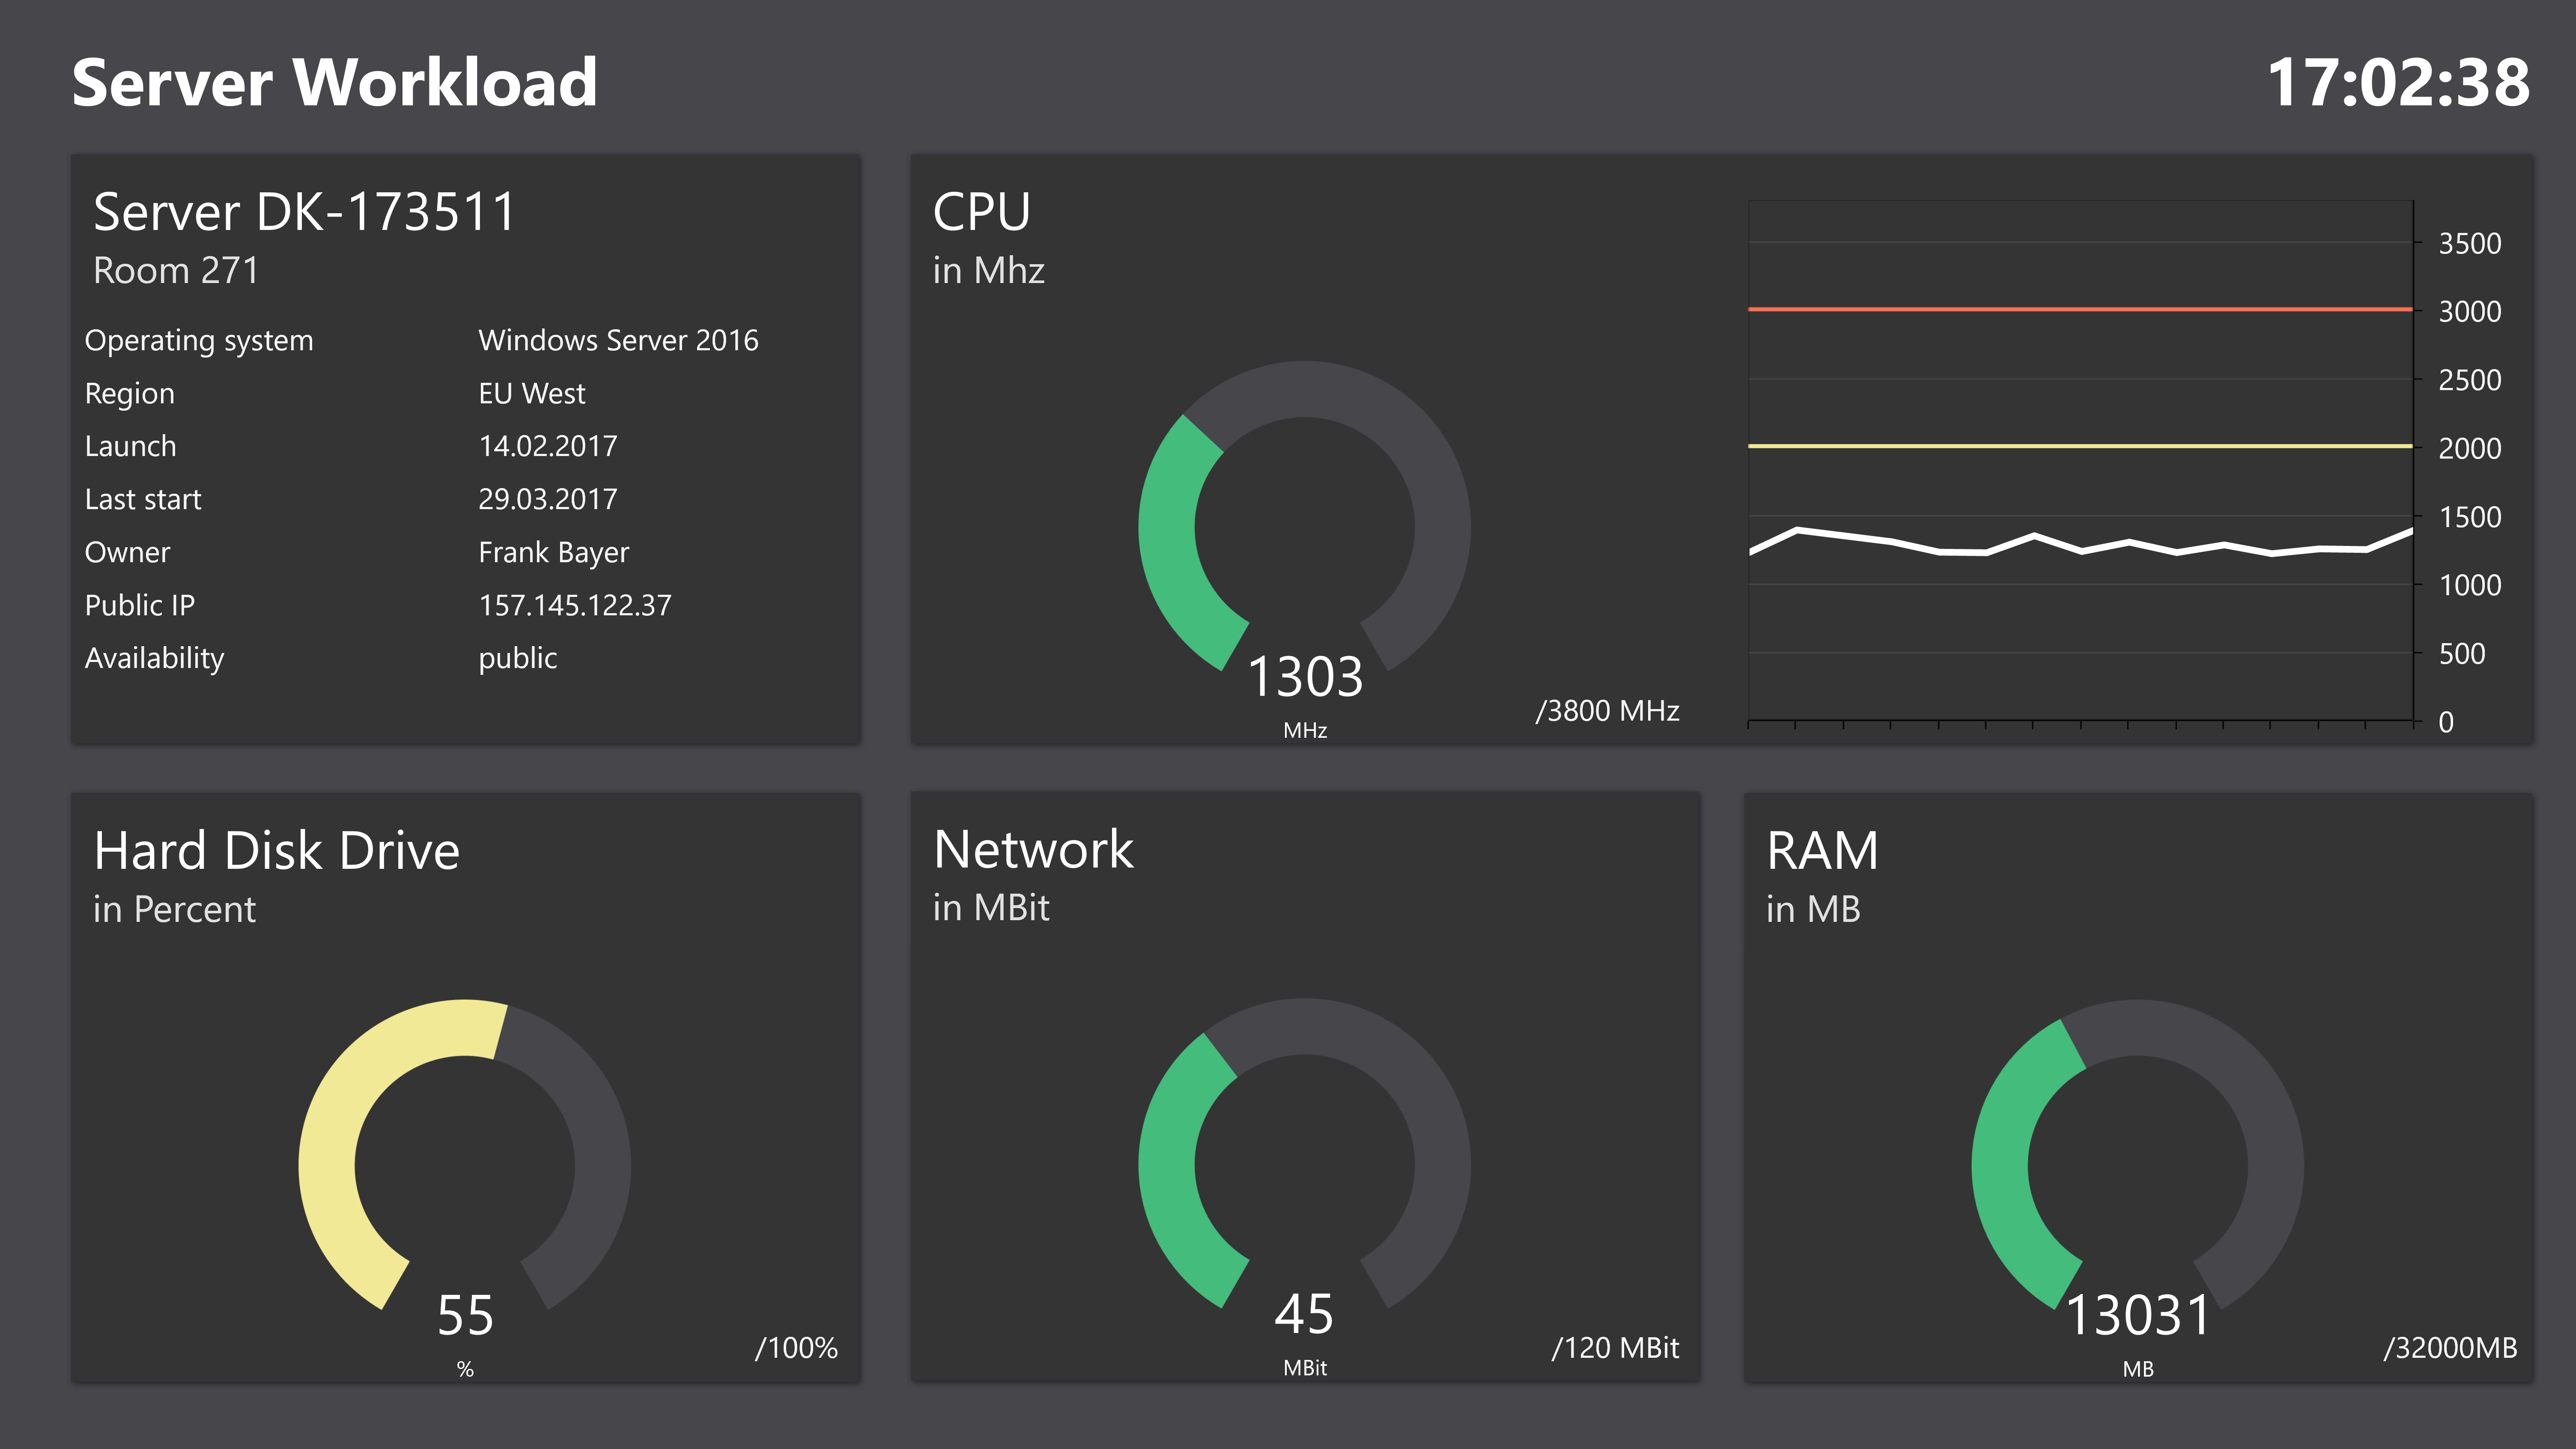 Server Workload
17:02:38
Server DK-173511
Room 271
Operating system Windows Server 2016
Region EU West
Launch 14.02.2017
Last start 29.03.2017
Owner Frank Bayer
Public IP 157.145.122.37
Availability public
CPU
in Mhz
1303
MHz
/3800 MHz
3500
3000
2500
2000
1500
1000
500
0
Hard Disk Drive
in Percent
55
%
/100%
Network
in MBit
45
MBit
/120 MBit
RAM
in MB
13031
MB
/32000MB